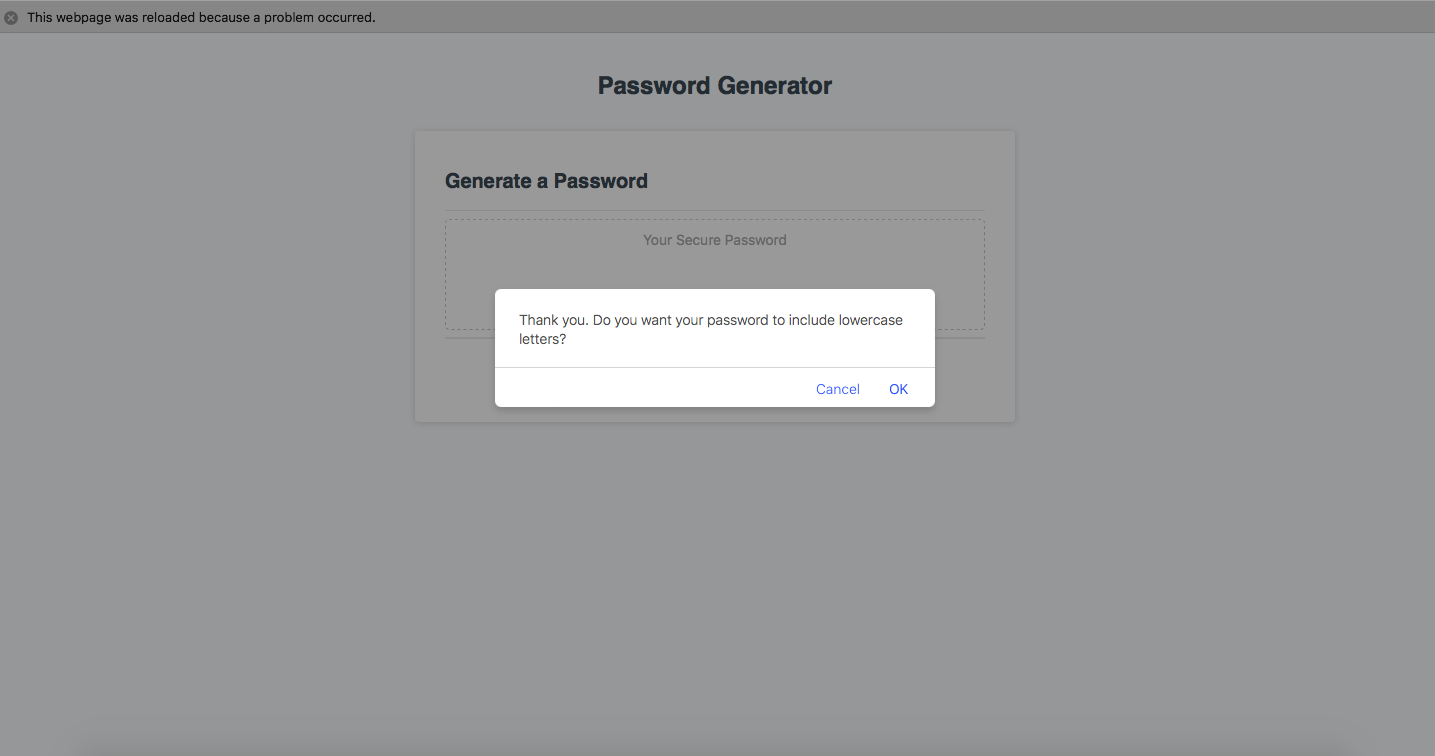 This webpage was reloaded because a problem occurred.
Password Generator
Generate a Password
Your Secure Password
Thank you. Do you want your password to include lowercase
letters?
Cancel OK